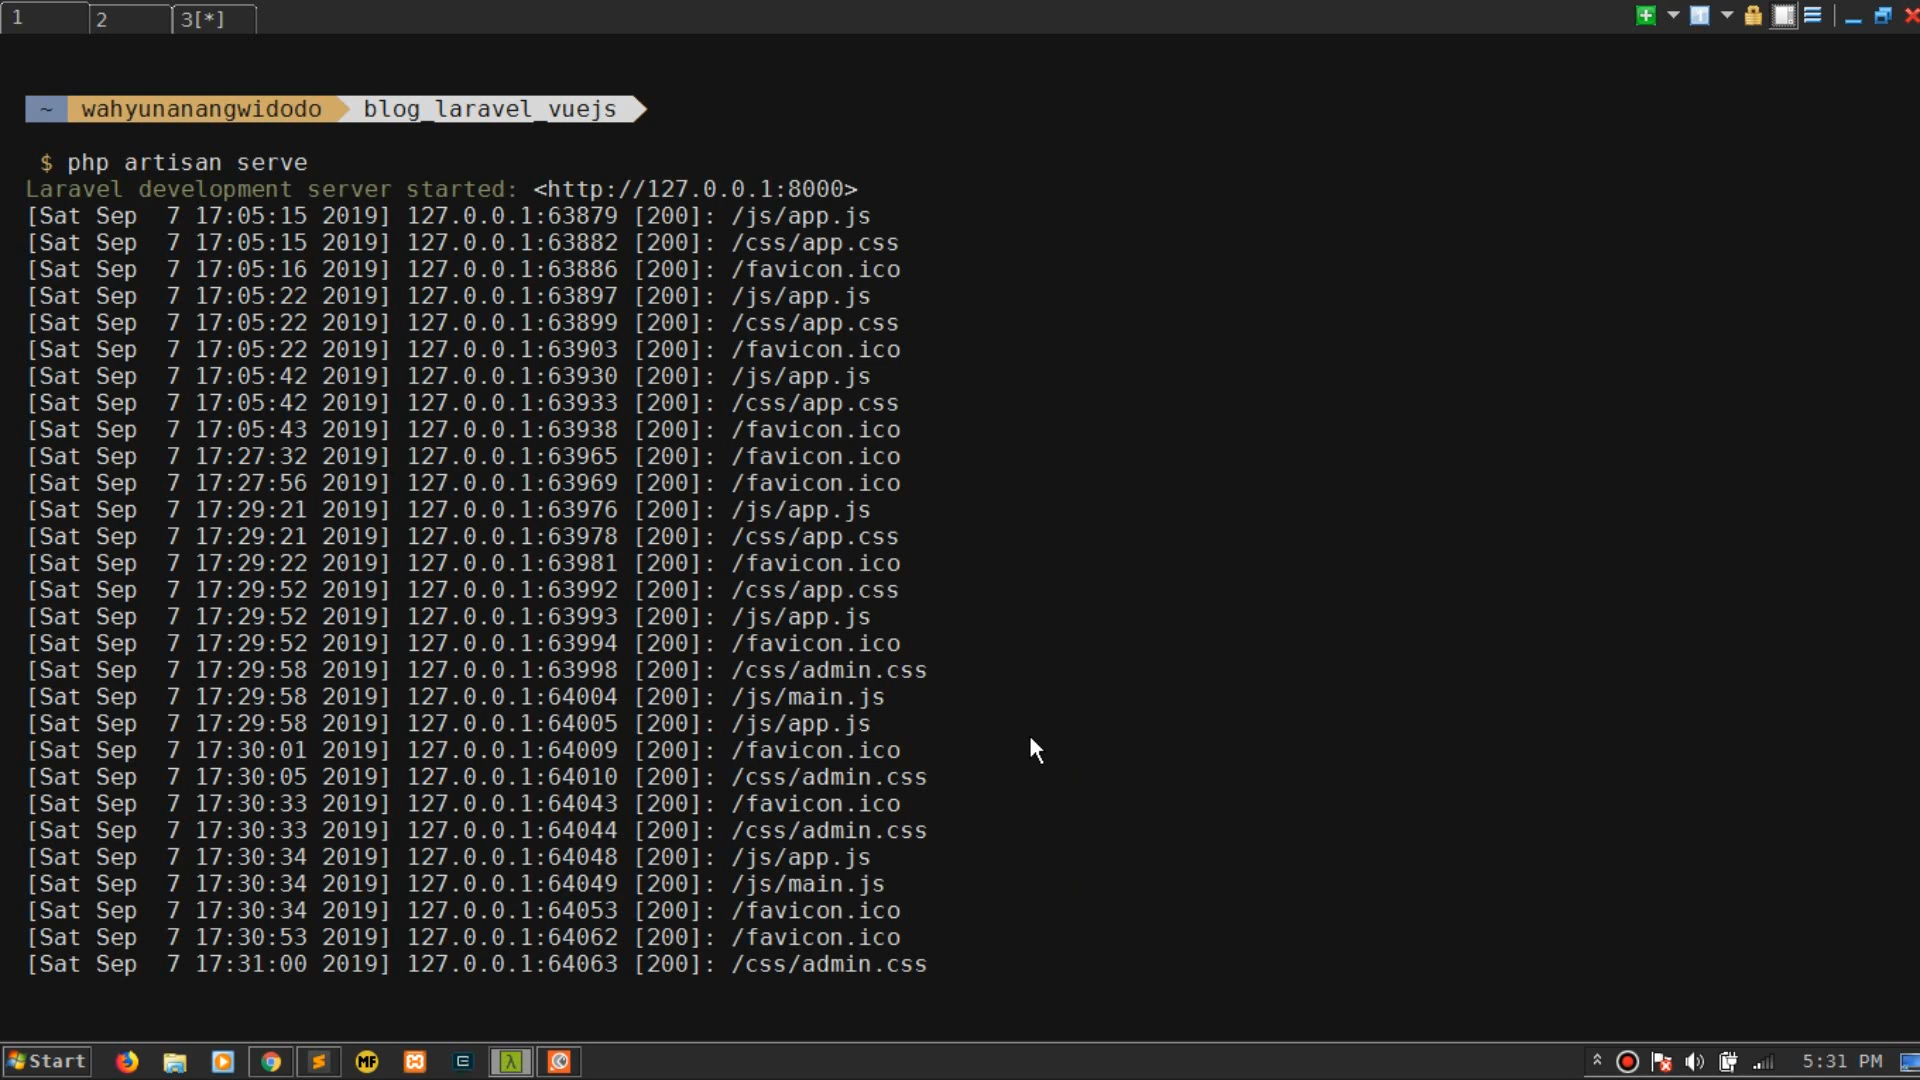 1 2 3[*]
~ wahyunanangwidodo blog_laravel_vuejs
$ php artisan serve
Laravel development server started: <http://127.0.0.1:8000>
[Sat Sep  7 17:05:15 2019] 127.0.0.1:63879 [200]: /js/app.js
[Sat Sep  7 17:05:15 2019] 127.0.0.1:63882 [200]: /css/app.css
[Sat Sep  7 17:05:16 2019] 127.0.0.1:63886 [200]: /favicon.ico
[Sat Sep  7 17:05:22 2019] 127.0.0.1:63897 [200]: /js/app.js
[Sat Sep  7 17:05:22 2019] 127.0.0.1:63899 [200]: /css/app.css
[Sat Sep  7 17:05:22 2019] 127.0.0.1:63903 [200]: /favicon.ico
[Sat Sep  7 17:05:42 2019] 127.0.0.1:63930 [200]: /js/app.js
[Sat Sep  7 17:05:42 2019] 127.0.0.1:63933 [200]: /css/app.css
[Sat Sep  7 17:05:43 2019] 127.0.0.1:63938 [200]: /favicon.ico
[Sat Sep  7 17:27:32 2019] 127.0.0.1:63965 [200]: /favicon.ico
[Sat Sep  7 17:27:56 2019] 127.0.0.1:63969 [200]: /favicon.ico
[Sat Sep  7 17:29:21 2019] 127.0.0.1:63976 [200]: /js/app.js
[Sat Sep  7 17:29:21 2019] 127.0.0.1:63978 [200]: /css/app.css
[Sat Sep  7 17:29:22 2019] 127.0.0.1:63981 [200]: /favicon.ico
[Sat Sep  7 17:29:52 2019] 127.0.0.1:63992 [200]: /css/app.css
[Sat Sep  7 17:29:52 2019] 127.0.0.1:63993 [200]: /js/app.js
[Sat Sep  7 17:29:52 2019] 127.0.0.1:63994 [200]: /favicon.ico
[Sat Sep  7 17:29:58 2019] 127.0.0.1:63998 [200]: /css/admin.css
[Sat Sep  7 17:29:58 2019] 127.0.0.1:64004 [200]: /js/main.js
[Sat Sep  7 17:29:58 2019] 127.0.0.1:64005 [200]: /js/app.js
[Sat Sep  7 17:30:01 2019] 127.0.0.1:64009 [200]: /favicon.ico
[Sat Sep  7 17:30:05 2019] 127.0.0.1:64010 [200]: /css/admin.css
[Sat Sep  7 17:30:33 2019] 127.0.0.1:64043 [200]: /favicon.ico
[Sat Sep  7 17:30:33 2019] 127.0.0.1:64044 [200]: /css/admin.css
[Sat Sep  7 17:30:34 2019] 127.0.0.1:64048 [200]: /js/app.js
[Sat Sep  7 17:30:34 2019] 127.0.0.1:64049 [200]: /js/main.js
[Sat Sep  7 17:30:34 2019] 127.0.0.1:64053 [200]: /favicon.ico
[Sat Sep  7 17:30:53 2019] 127.0.0.1:64062 [200]: /favicon.ico
[Sat Sep  7 17:31:00 2019] 127.0.0.1:64063 [200]: /css/admin.css
Start MF 5:31 PM